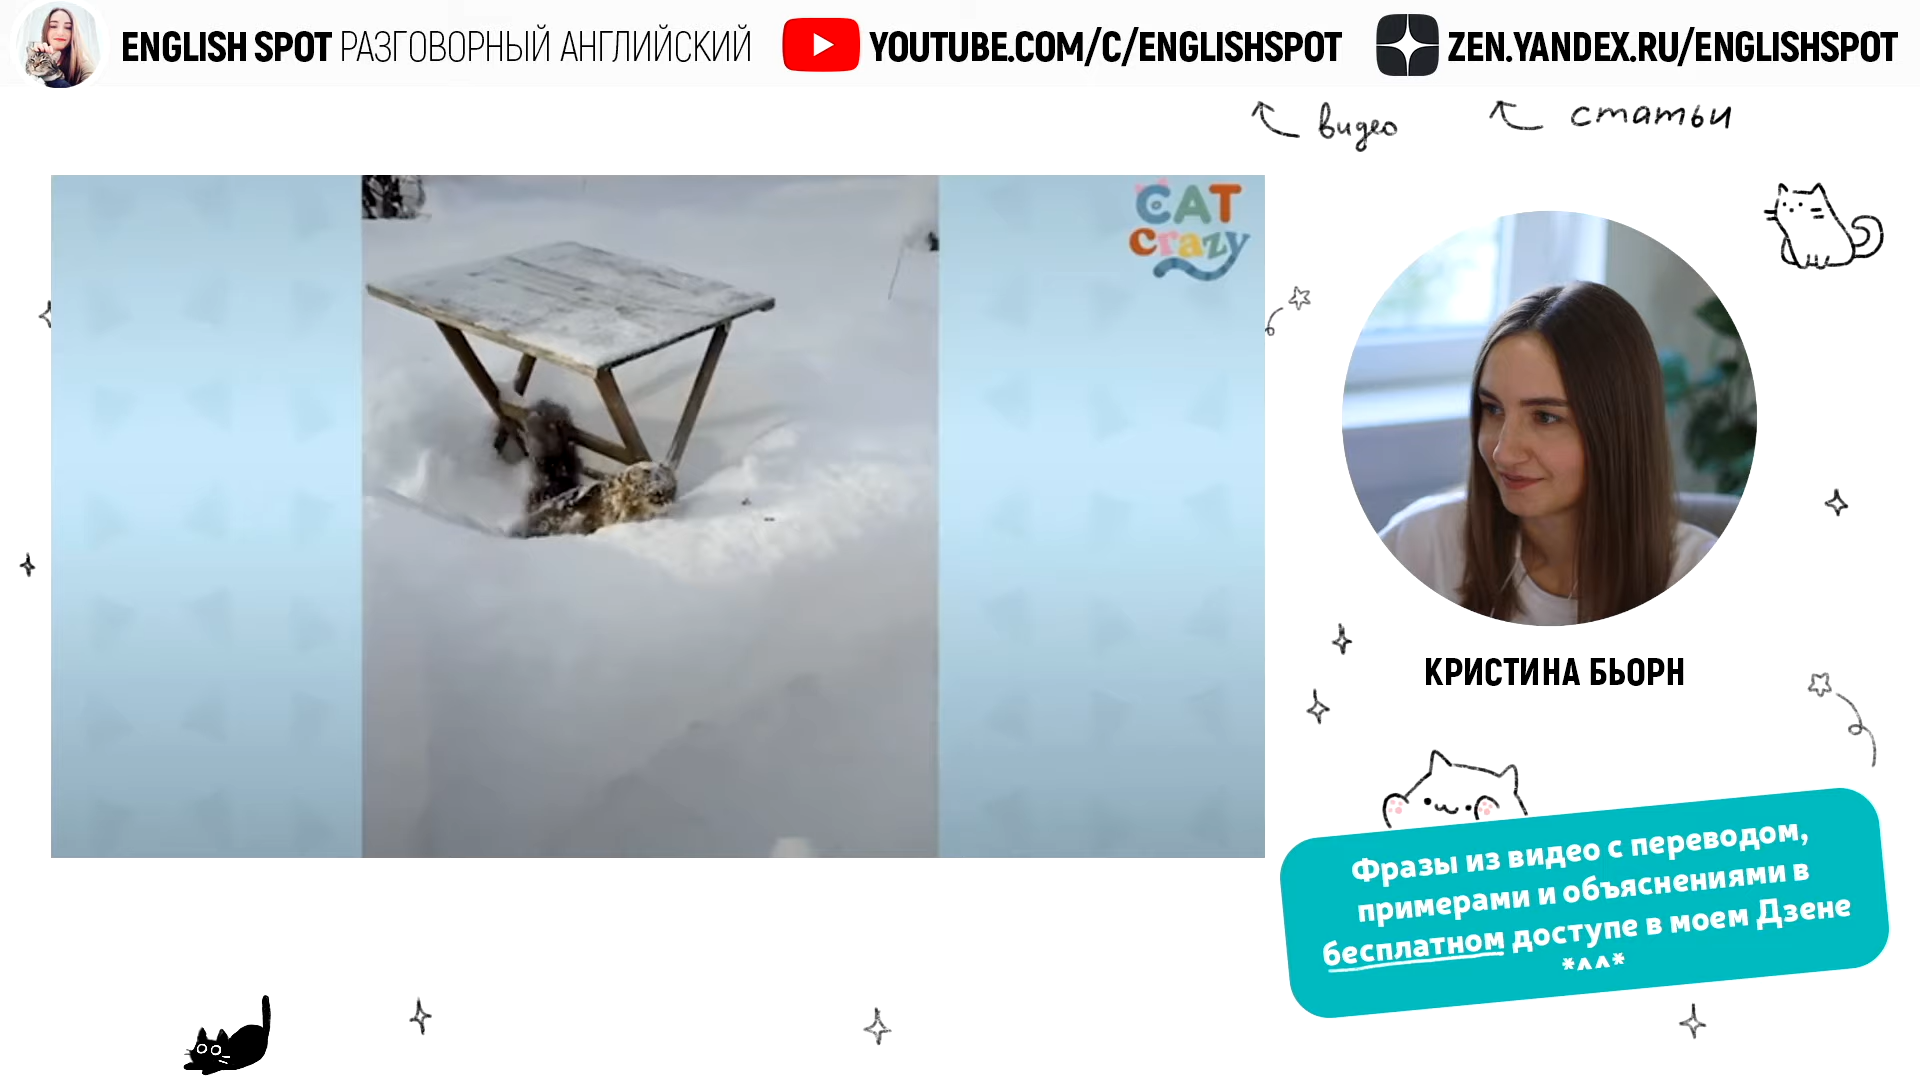 ENGLISH SPOT РАЗГОВОРНЫЙ АНГЛИЙСКИЙ
YOUTUBE.COM/C/ENGLISHSPOT
ZEN.YANDEX.RU/ENGLISHSPOT
видео
статьи
CAT
crazy
КРИСТИНА БЬОРН
Фразы из видео с переводом,
примерами и объяснениями в
бесплатном доступе в моем Дзене
*^^*